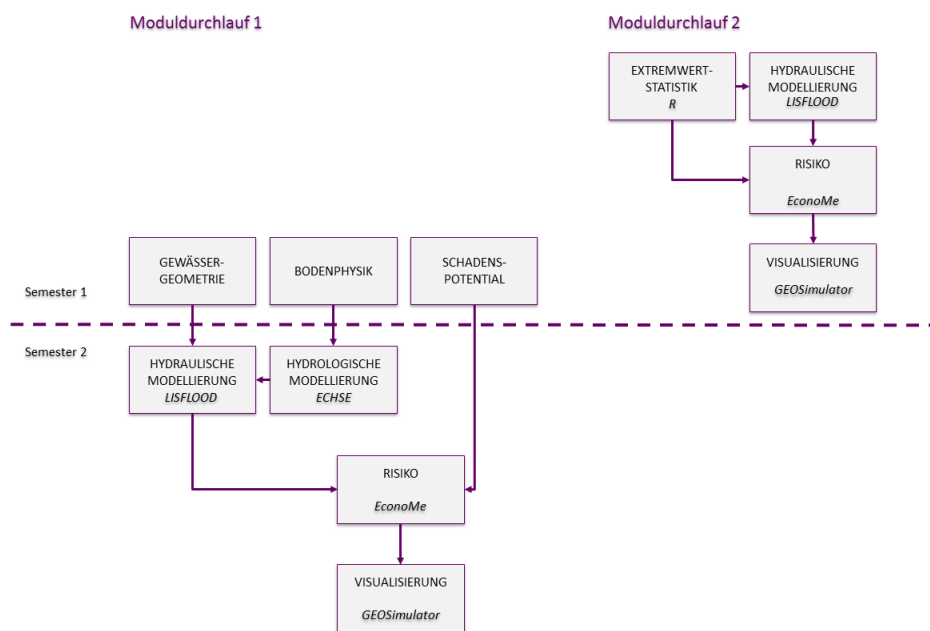 Moduldurchlauf 1
Moduldurchlauf 2
EXTREMWERT-
STATISTIK
R
HYDRAULISCHE
MODELLIERUNG
LISFLOOD
RISIKO
EconoMe
VISUALISIERUNG
GEOSimulator
GEWÄSSER-
GEOMETRIE
BODENPHYSIK
SCHADENS-
POTENTIAL
Semester 1
Semester 2
HYDRAULISCHE
MODELLIERUNG
LISFLOOD
HYDROLOGISCHE
MODELLIERUNG
ECHSE
RISIKO
EconoMe
VISUALISIERUNG
GEOSimulator